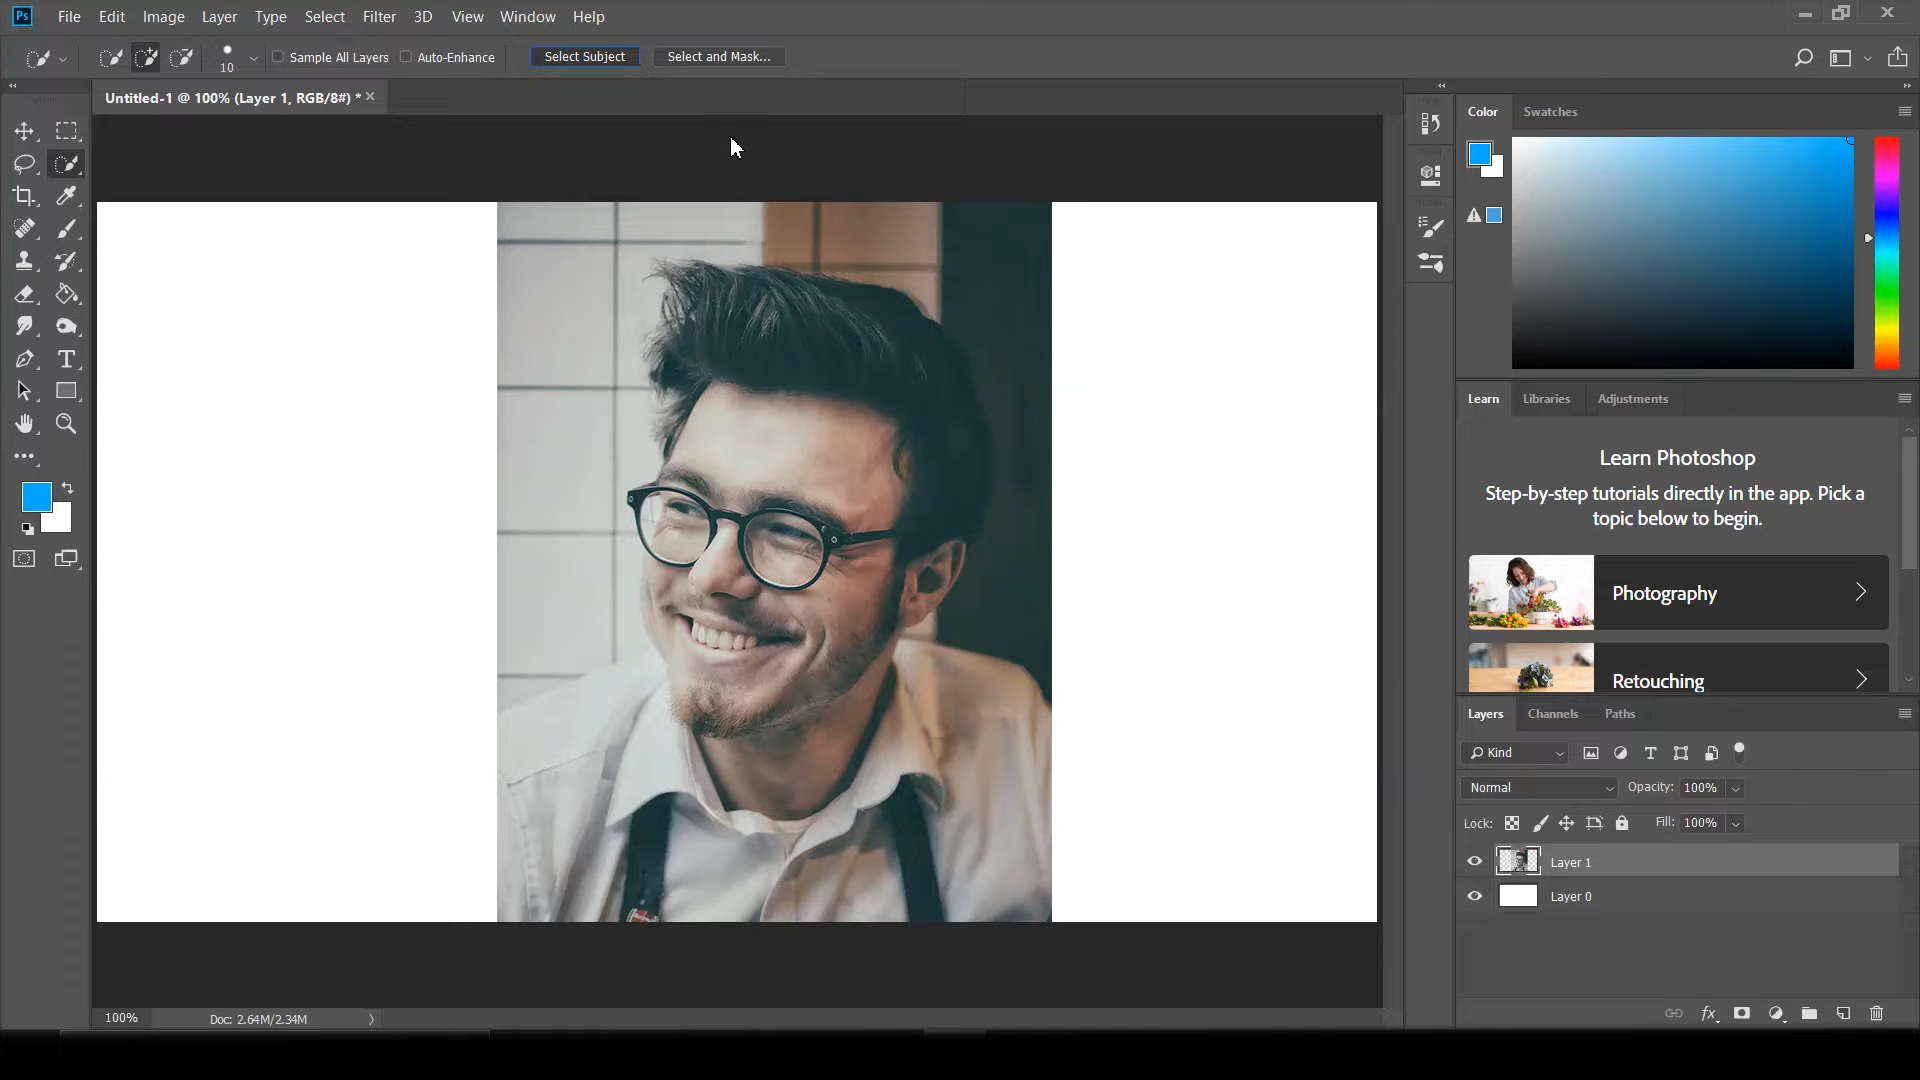 Ps File Edit Image Layer Type Select Filter 3D View Window Help
10 Sample All Layers Auto-Enhance Select Subject Select and Mask...
Untitled-1 @ 100% (Layer 1, RGB/8#) *
Color Swatches
Learn Libraries Adjustments
Learn Photoshop
Step-by-step tutorials directly in the app. Pick a
topic below to begin.
Photography
Retouching
Layers Channels Paths
Kind
Normal Opacity: 100%
Lock: Fill: 100%
Layer 1
Layer 0
fx
100% Doc: 2.64M/2.34M